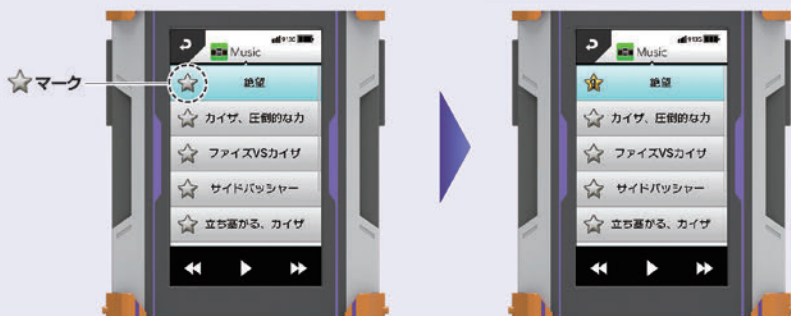 ☆マーク
Music
絶望
カイザ、圧倒的な力
ファイズVSカイザ
サイドバッシャー
立ち塞がる、カイザ
Music
絶望
カイザ、圧倒的な力
ファイズVSカイザ
サイドバッシャー
立ち塞がる、カイザ